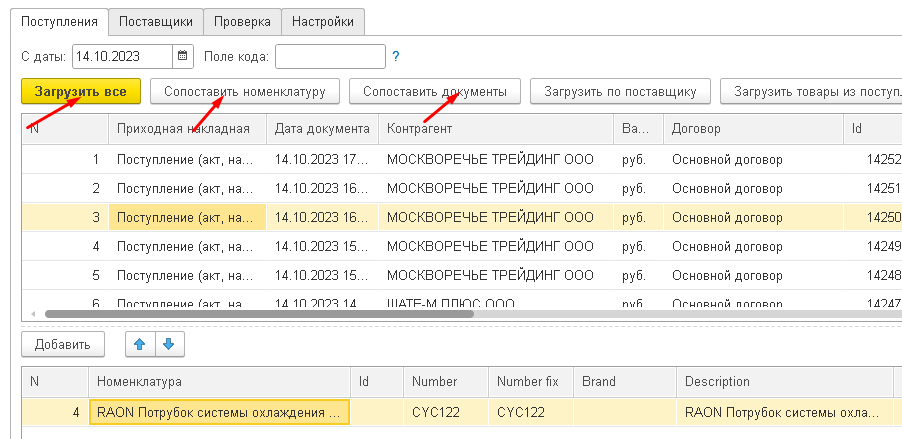 Поступления Поставщики Проверка Настройки
С даты: 14.10.2023 Поле кода: ?
Загрузить все Сопоставить номенклатуру Сопоставить документы Загрузить по поставщику Загрузить товары из поступл
N Приходная накладная Дата документа Контрагент Ва... Договор Id
1 Поступление (акт, на... 14.10.2023 17... МОСКВОРЕЧЬЕ ТРЕЙДИНГ ООО руб. Основной договор 14252
2 Поступление (акт, на... 14.10.2023 16... МОСКВОРЕЧЬЕ ТРЕЙДИНГ ООО руб. Основной договор 14251
3 Поступление (акт, на... 14.10.2023 16... МОСКВОРЕЧЬЕ ТРЕЙДИНГ ООО руб. Основной договор 14250
4 Поступление (акт, на... 14.10.2023 15... МОСКВОРЕЧЬЕ ТРЕЙДИНГ ООО руб. Основной договор 14249
5 Поступление (акт, на... 14.10.2023 15... МОСКВОРЕЧЬЕ ТРЕЙДИНГ ООО руб. Основной договор 14248
6 Поступление (акт, на... 14.10.2023 14... ШАТЕ-М ПЛЮС ООО руб. Основной договор 14247
Добавить
N Номенклатура Id Number Number fix Brand Description
4 RAON Потрубок системы охлаждения ... CYC122 CYC122 RAON Потрубок системы охла...